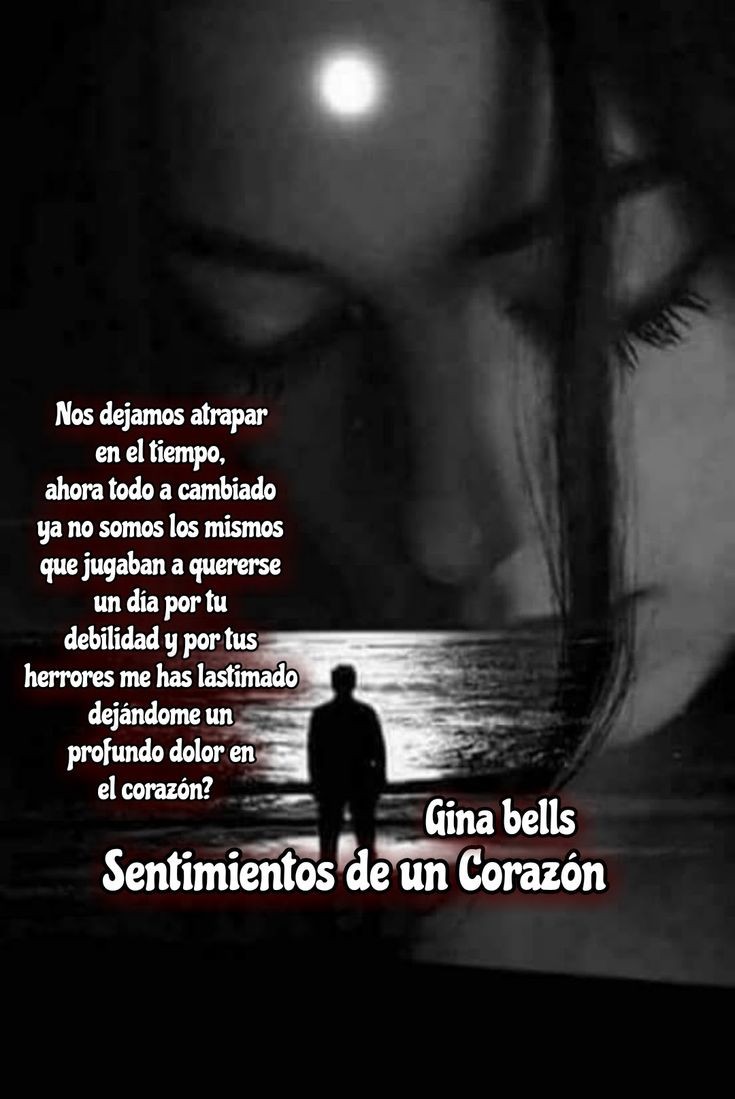 Nos dejamos atrapar
en el tiempo,
ahora todo a cambiado
ya no somos los mismos
que jugaban a quererse
un día por tu
debilidad y por tus
herrores me has lastimado
dejándome un
profundo dolor en
el corazón?
Gina bells
Sentimientos de un Corazón